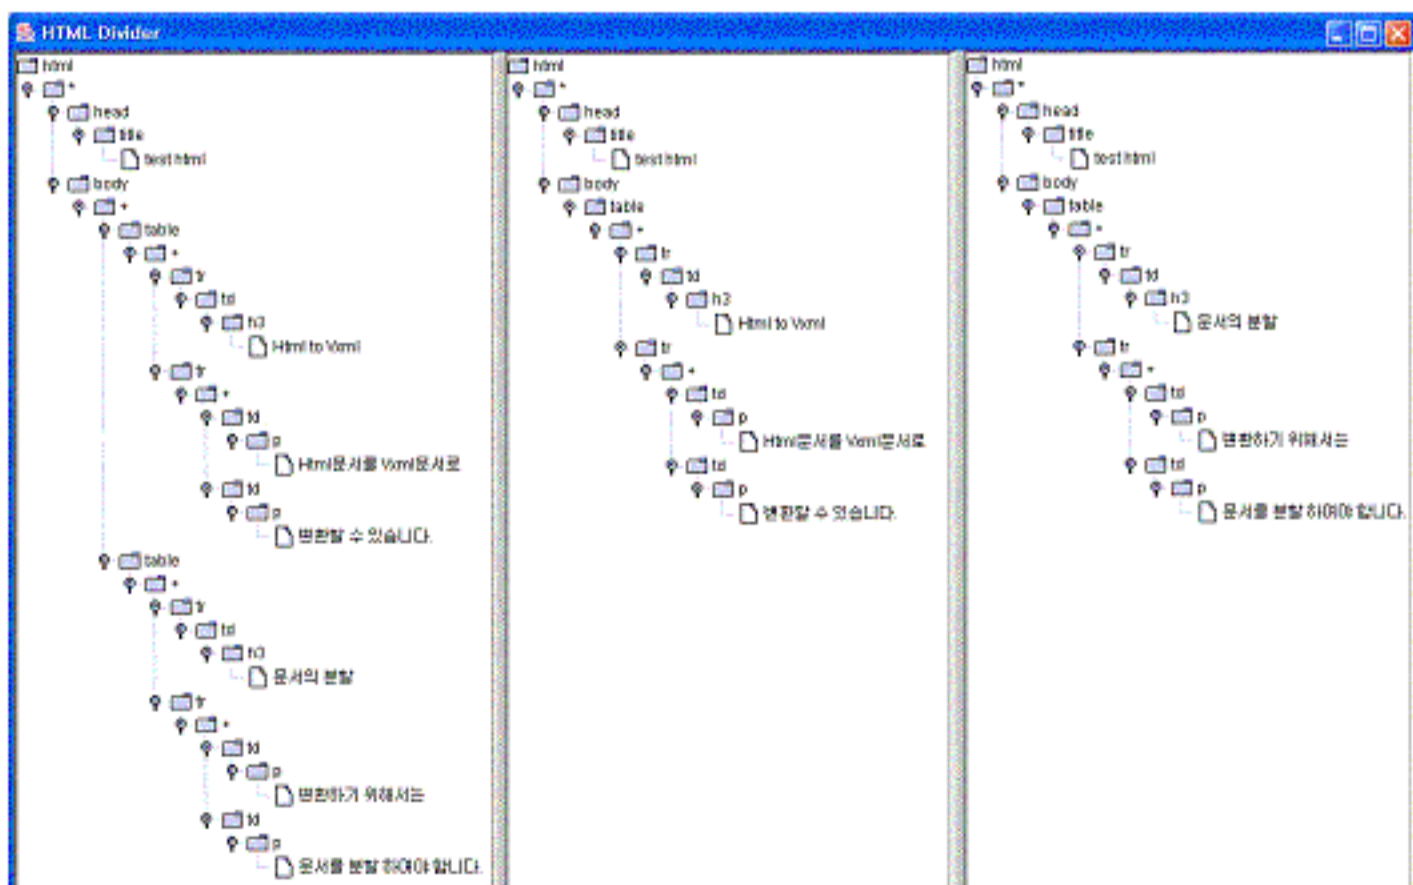 HTML Divider
html
*
head
title
test html
body
*
table
*
tr
td
h3
Html to Vxml
tr
*
td
p
Html문서를 Vxml문서로
td
p
변환할 수 있습니다.
table
*
tr
td
h3
문서의 분할
tr
*
td
p
변환하기 위해서는
td
p
문서를 분할 하여야 합니다.
html
*
head
title
test html
body
table
*
tr
td
h3
Html to Vxml
tr
*
td
p
Html문서를 Vxml문서로
td
p
변환할 수 있습니다.
html
*
head
title
test html
body
table
*
tr
td
h3
문서의 분할
tr
*
td
p
변환하기 위해서는
td
p
문서를 분할 하여야 합니다.